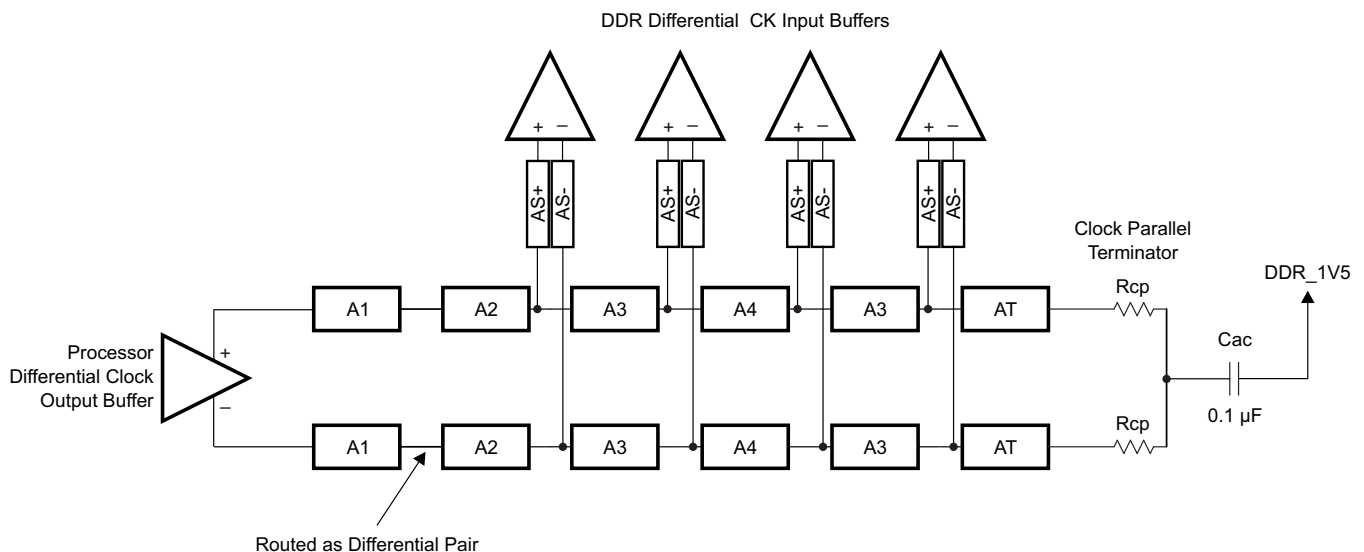 DDR Differential CK Input Buffers
+ – + – + – + –
AS+ AS- AS+ AS- AS+ AS- AS+ AS-
Clock Parallel
Terminator
DDR_1V5
A1 A2 A3 A4 A3 AT Rcp
Processor
Differential Clock
Output Buffer
+
–
Cac
0.1 µF
A1 A2 A3 A4 A3 AT Rcp
Routed as Differential Pair